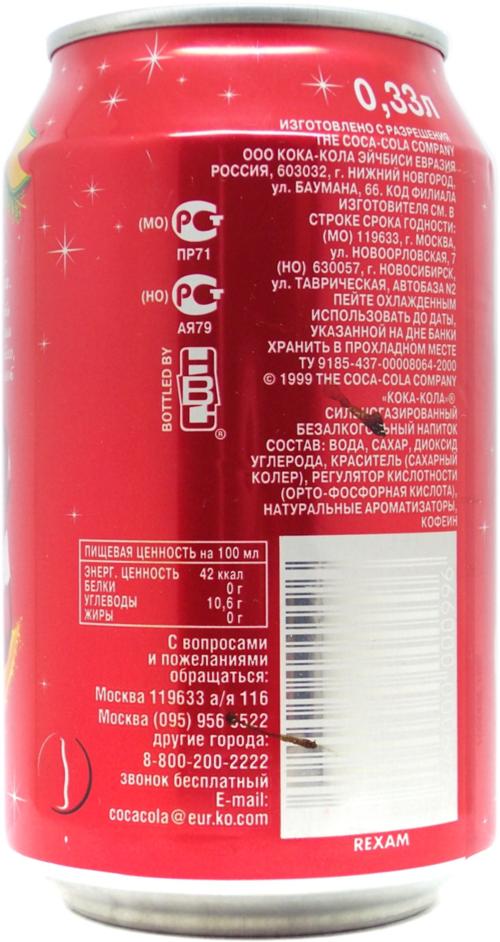 0,33л
ИЗГОТОВЛЕНО С РАЗРЕШЕНИЯ
THE COCA-COLA COMPANY
ООО КОКА-КОЛА ЭЙЧБИСИ ЕВРАЗИЯ
РОССИЯ, 603032, г. НИЖНИЙ НОВГОРОД,
ул. БАУМАНА, 66. КОД ФИЛИАЛА
ИЗГОТОВИТЕЛЯ СМ. В
СТРОКЕ СРОКА ГОДНОСТИ:
(МО) 119633, г. МОСКВА,
ул. НОВООРЛОВСКАЯ, 7
(НО) 630057, г. НОВОСИБИРСК,
ул. ТАВРИЧЕСКАЯ, АВТОБАЗА N2
ПЕЙТЕ ОХЛАЖДЕННЫМ
ИСПОЛЬЗОВАТЬ ДО ДАТЫ,
УКАЗАННОЙ НА ДНЕ БАНКИ
ХРАНИТЬ В ПРОХЛАДНОМ МЕСТЕ
ТУ 9185-437-00008064-2000
© 1999 THE COCA-COLA COMPANY
«КОКА-КОЛА»®
СИЛЬНОГАЗИРОВАННЫЙ
БЕЗАЛКОГОЛЬНЫЙ НАПИТОК
СОСТАВ: ВОДА, САХАР, ДИОКСИД
УГЛЕРОДА, КРАСИТЕЛЬ (САХАРНЫЙ
КОЛЕР), РЕГУЛЯТОР КИСЛОТНОСТИ
(ОРТО-ФОСФОРНАЯ КИСЛОТА),
НАТУРАЛЬНЫЕ АРОМАТИЗАТОРЫ,
КОФЕИН
(МО) РСТ
ПР71
(НО) РСТ
АЯ79
BOTTLED BY HBC ®
ПИЩЕВАЯ ЦЕННОСТЬ на 100 мл
ЭНЕРГ. ЦЕННОСТЬ 42 ккал
БЕЛКИ 0 г
УГЛЕВОДЫ 10,6 г
ЖИРЫ 0 г
С вопросами
и пожеланиями
обращаться:
Москва 119633 а/я 116
Москва (095) 956 5522
другие города:
8-800-200-2222
звонок бесплатный
E-mail:
cocacola@eur.ko.com
REXAM